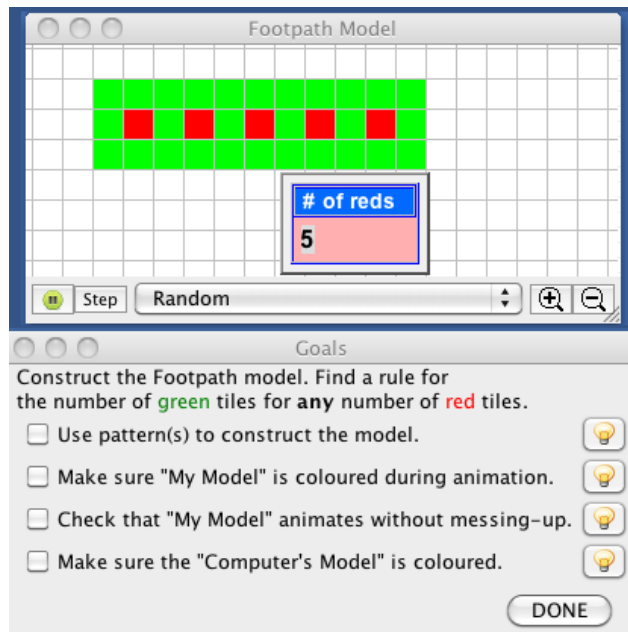 Footpath Model
# of reds
5
Step Random
Goals
Construct the Footpath model. Find a rule for
the number of green tiles for any number of red tiles.
Use pattern(s) to construct the model.
Make sure "My Model" is coloured during animation.
Check that "My Model" animates without messing-up.
Make sure the "Computer's Model" is coloured.
DONE